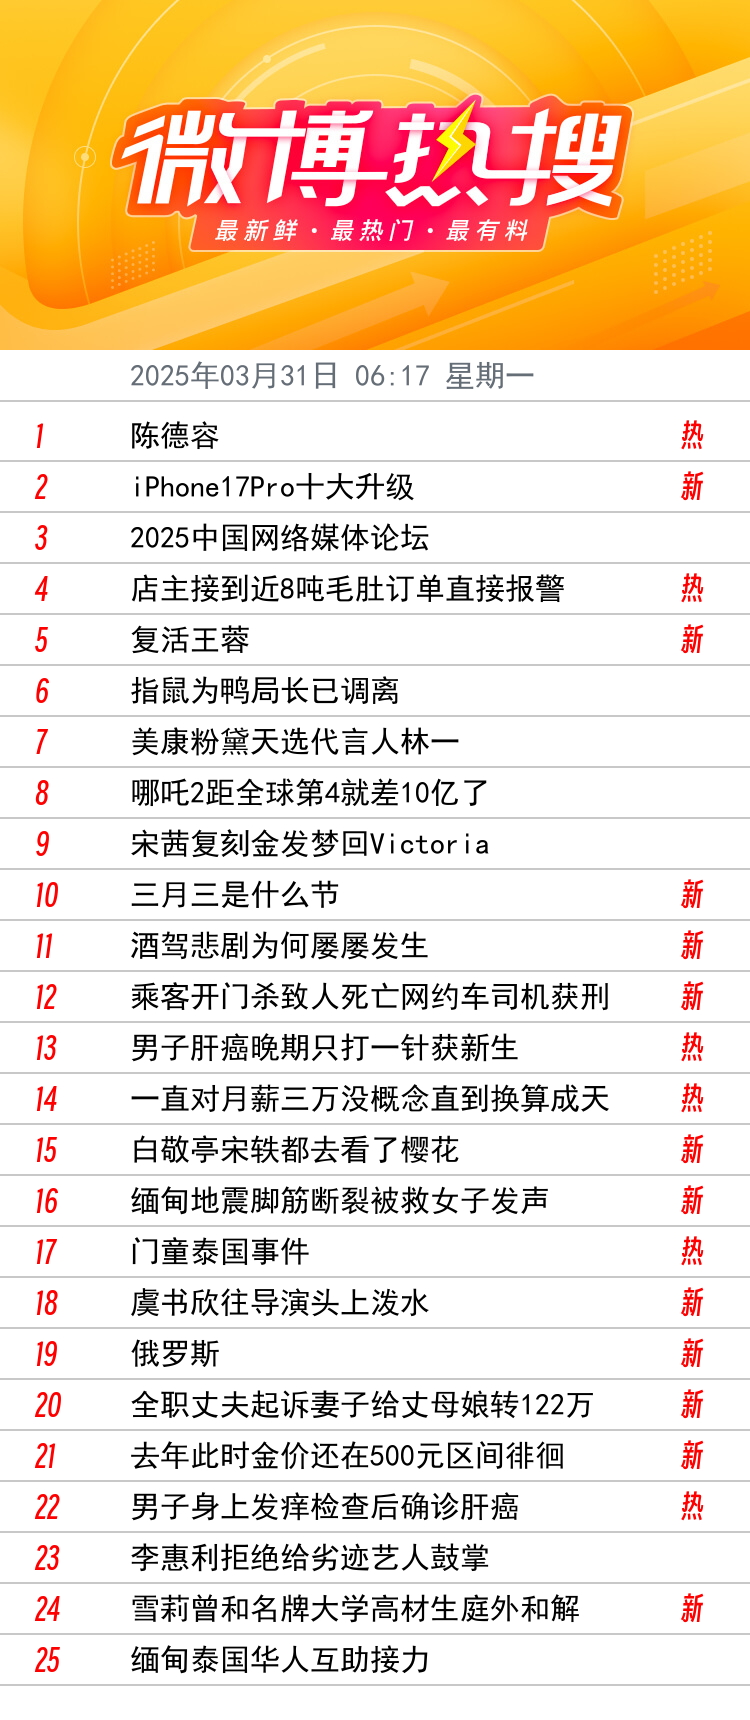 微博热搜
最新鲜·最热门·最有料
2025年03月31日 06:17 星期一
1 陈德容 热
2 iPhone17Pro十大升级 新
3 2025中国网络媒体论坛
4 店主接到近8吨毛肚订单直接报警 热
5 复活王蓉 新
6 指鼠为鸭局长已调离
7 美康粉黛天选代言人林一
8 哪吒2距全球第4就差10亿了
9 宋茜复刻金发梦回Victoria
10 三月三是什么节 新
11 酒驾悲剧为何屡屡发生 新
12 乘客开门杀致人死亡网约车司机获刑 新
13 男子肝癌晚期只打一针获新生 热
14 一直对月薪三万没概念直到换算成天 热
15 白敬亭宋轶都去看了樱花 新
16 缅甸地震脚筋断裂被救女子发声 新
17 门童泰国事件 热
18 虞书欣往导演头上泼水 新
19 俄罗斯 新
20 全职丈夫起诉妻子给丈母娘转122万 新
21 去年此时金价还在500元区间徘徊 新
22 男子身上发痒检查后确诊肝癌 热
23 李惠利拒绝给劣迹艺人鼓掌
24 雪莉曾和名牌大学高材生庭外和解 新
25 缅甸泰国华人互助接力